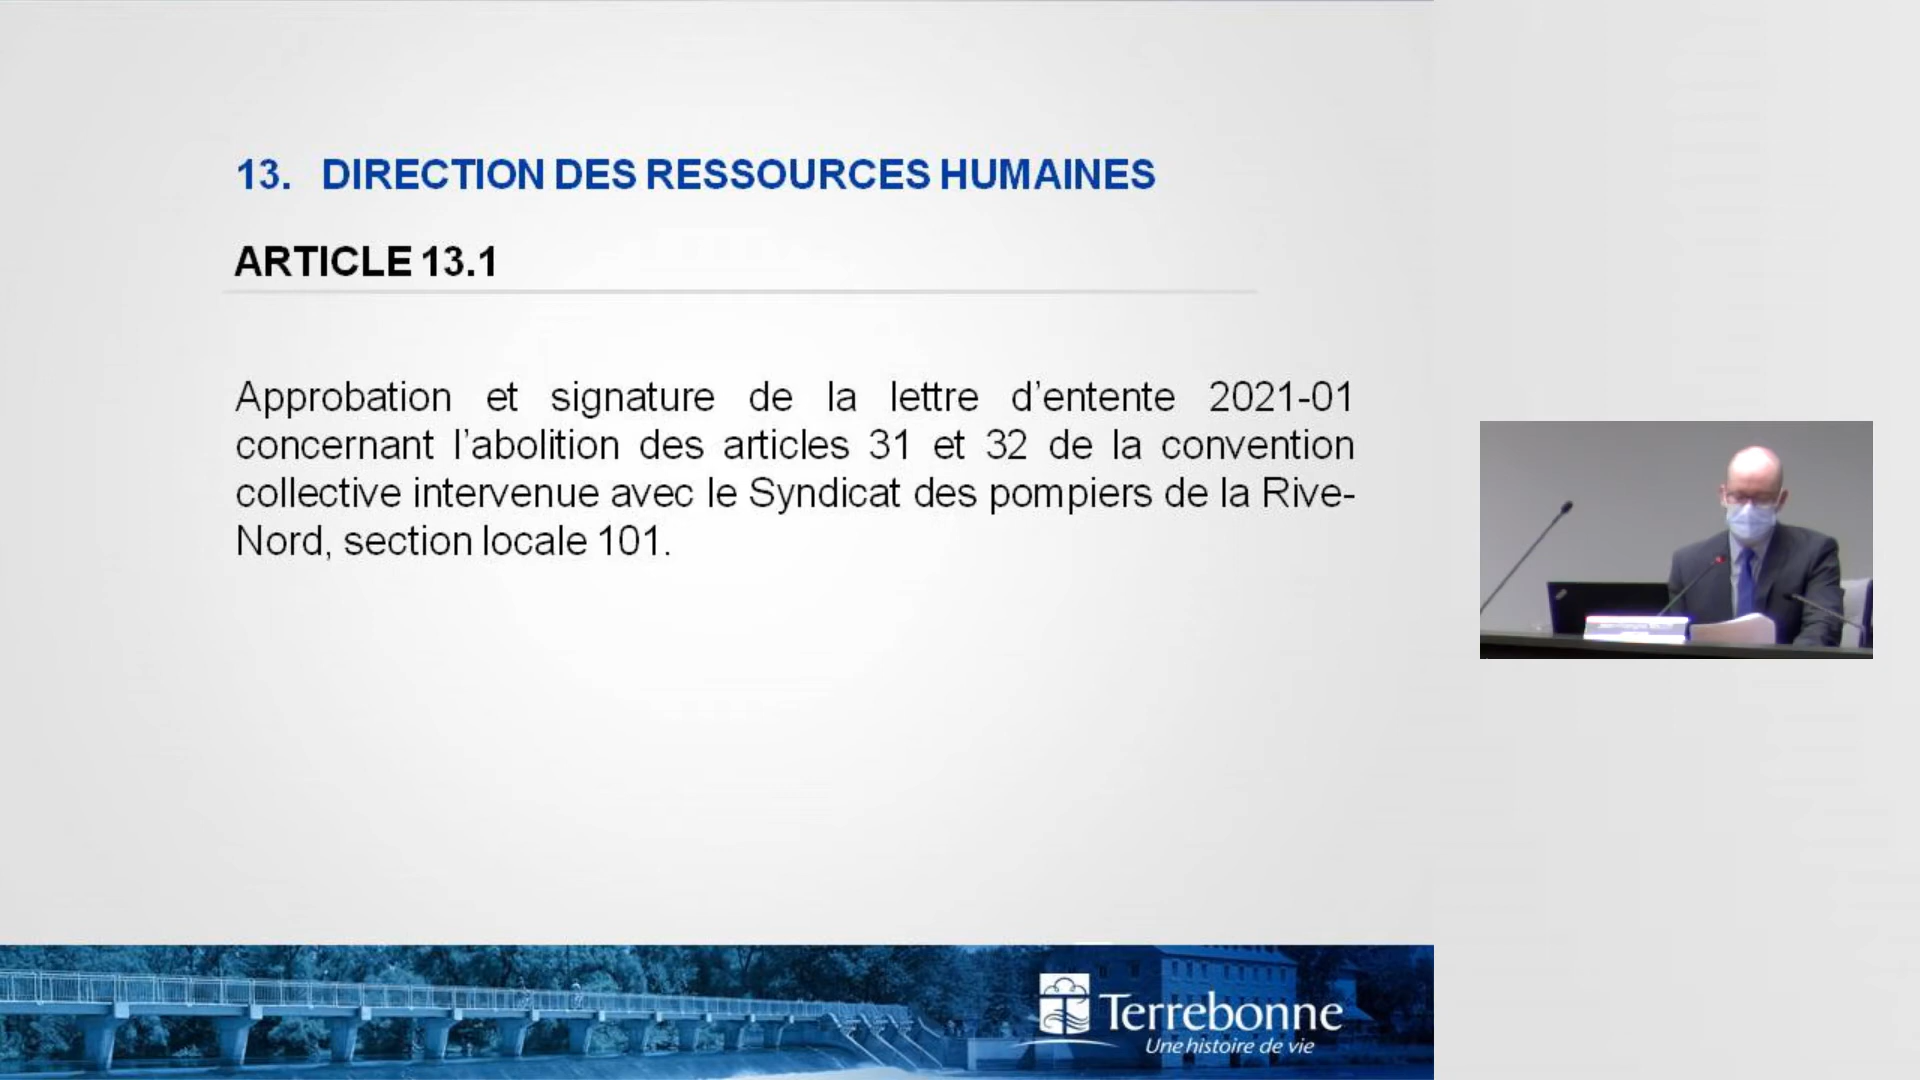 13. DIRECTION DES RESSOURCES HUMAINES
ARTICLE 13.1
Approbation et signature de la lettre d’entente 2021-01
concernant l’abolition des articles 31 et 32 de la convention
collective intervenue avec le Syndicat des pompiers de la Rive-
Nord, section locale 101.
Terrebonne
Une histoire de vie